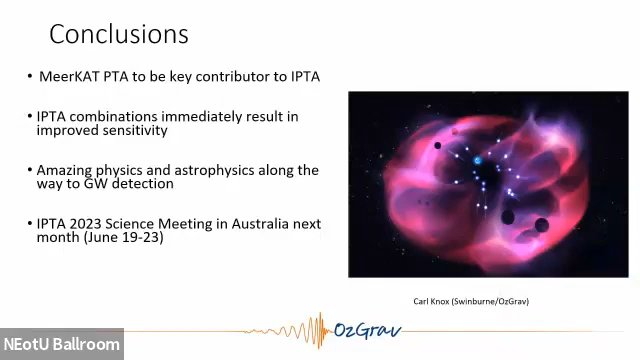 Conclusions
• MeerKAT PTA to be key contributor to IPTA
• IPTA combinations immediately result in
improved sensitivity
• Amazing physics and astrophysics along the
way to GW detection
• IPTA 2023 Science Meeting in Australia next
month (June 19-23)
Carl Knox (Swinburne/OzGrav)
OzGrav
NEotU Ballroom